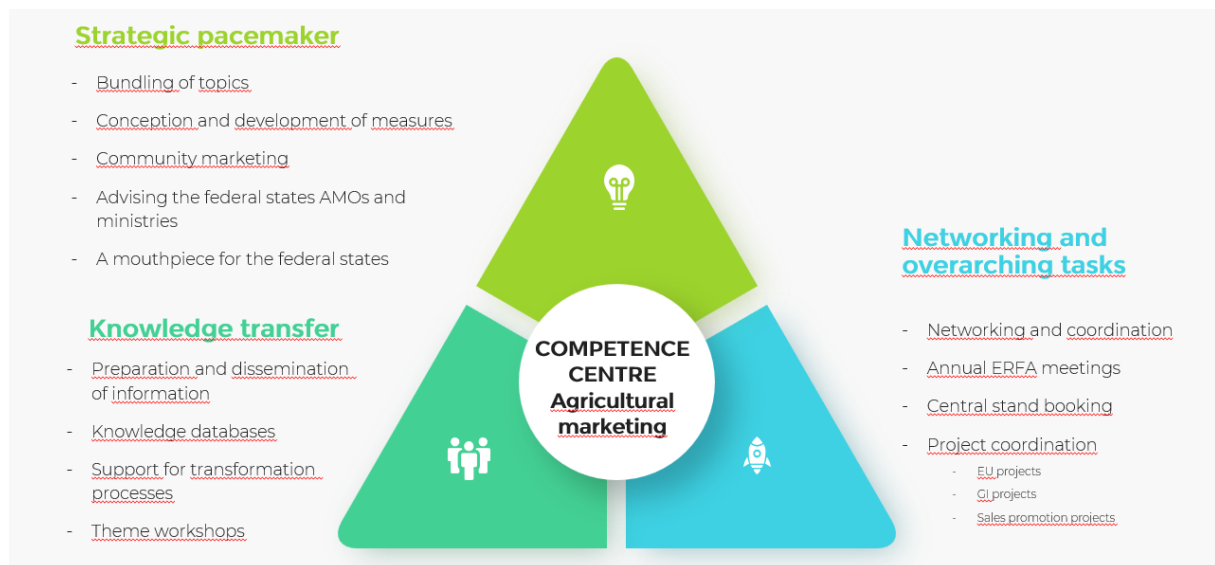 Strategic pacemaker
- Bundling of topics
- Conception and development of measures
- Community marketing
- Advising the federal states AMOs and
ministries
- A mouthpiece for the federal states
Knowledge transfer
- Preparation and dissemination
of information
- Knowledge databases
- Support for transformation
processes
- Theme workshops
COMPETENCE
CENTRE
Agricultural
marketing
Networking and
overarching tasks
- Networking and coordination
- Annual ERFA meetings
- Central stand booking
- Project coordination
- EU projects
- GI projects
- Sales promotion projects